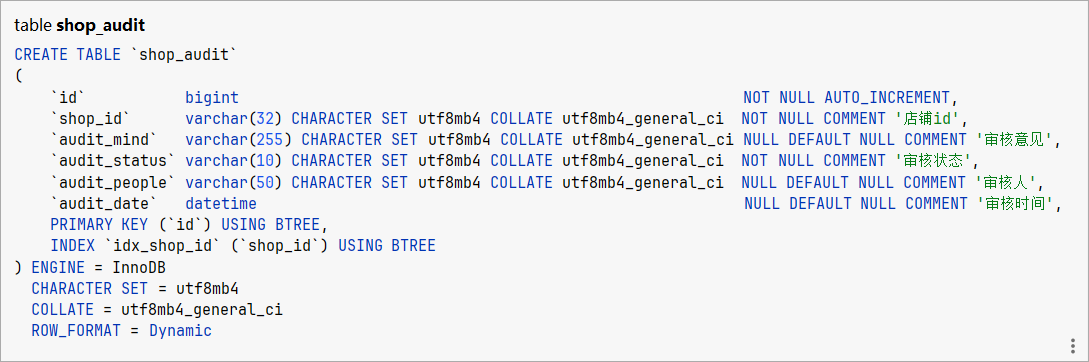 table shop_audit
CREATE TABLE `shop_audit`
(
    `id`           bigint                                                        NOT NULL AUTO_INCREMENT,
    `shop_id`      varchar(32) CHARACTER SET utf8mb4 COLLATE utf8mb4_general_ci  NOT NULL COMMENT '店铺id',
    `audit_mind`   varchar(255) CHARACTER SET utf8mb4 COLLATE utf8mb4_general_ci NULL DEFAULT NULL COMMENT '审核意见',
    `audit_status` varchar(10) CHARACTER SET utf8mb4 COLLATE utf8mb4_general_ci  NOT NULL COMMENT '审核状态',
    `audit_people` varchar(50) CHARACTER SET utf8mb4 COLLATE utf8mb4_general_ci  NULL DEFAULT NULL COMMENT '审核人',
    `audit_date`   datetime                                                      NULL DEFAULT NULL COMMENT '审核时间',
    PRIMARY KEY (`id`) USING BTREE,
    INDEX `idx_shop_id` (`shop_id`) USING BTREE
) ENGINE = InnoDB
  CHARACTER SET = utf8mb4
  COLLATE = utf8mb4_general_ci
  ROW_FORMAT = Dynamic